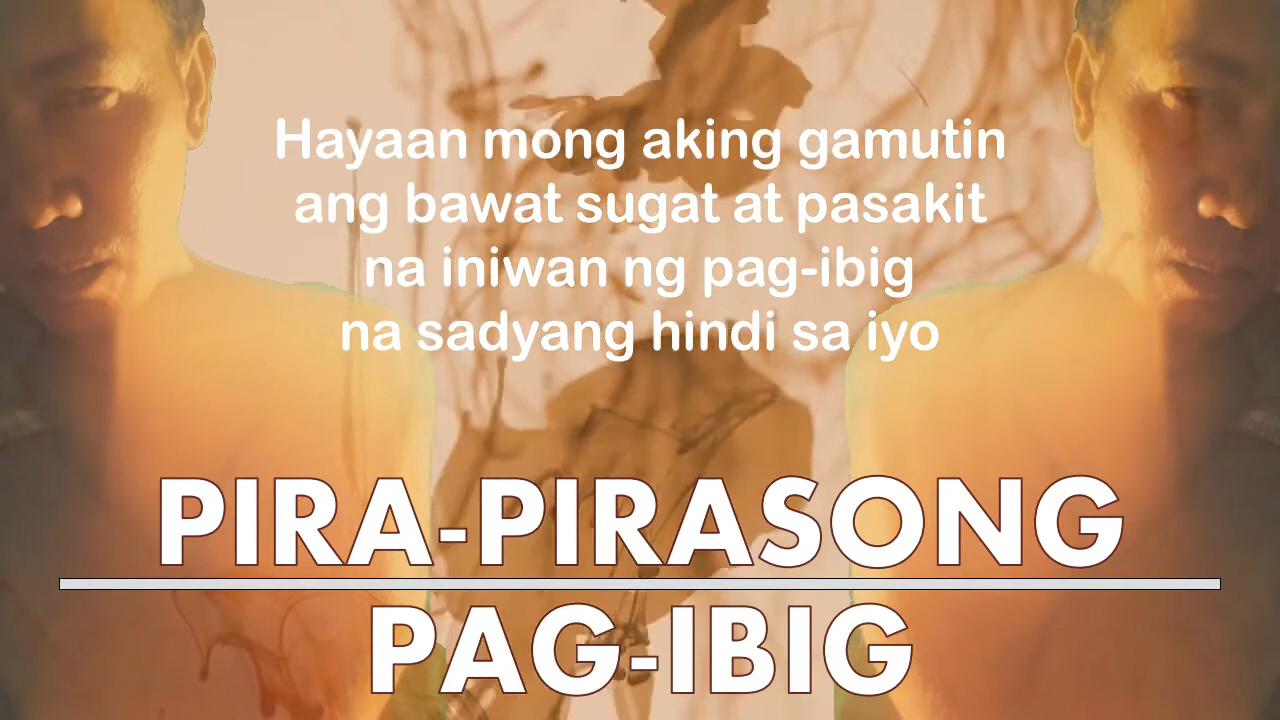 Hayaan mong aking gamutin
ang bawat sugat at pasakit
na iniwan ng pag-ibig
na sadyang hindi sa iyo
PIRA-PIRASONG
PAG-IBIG